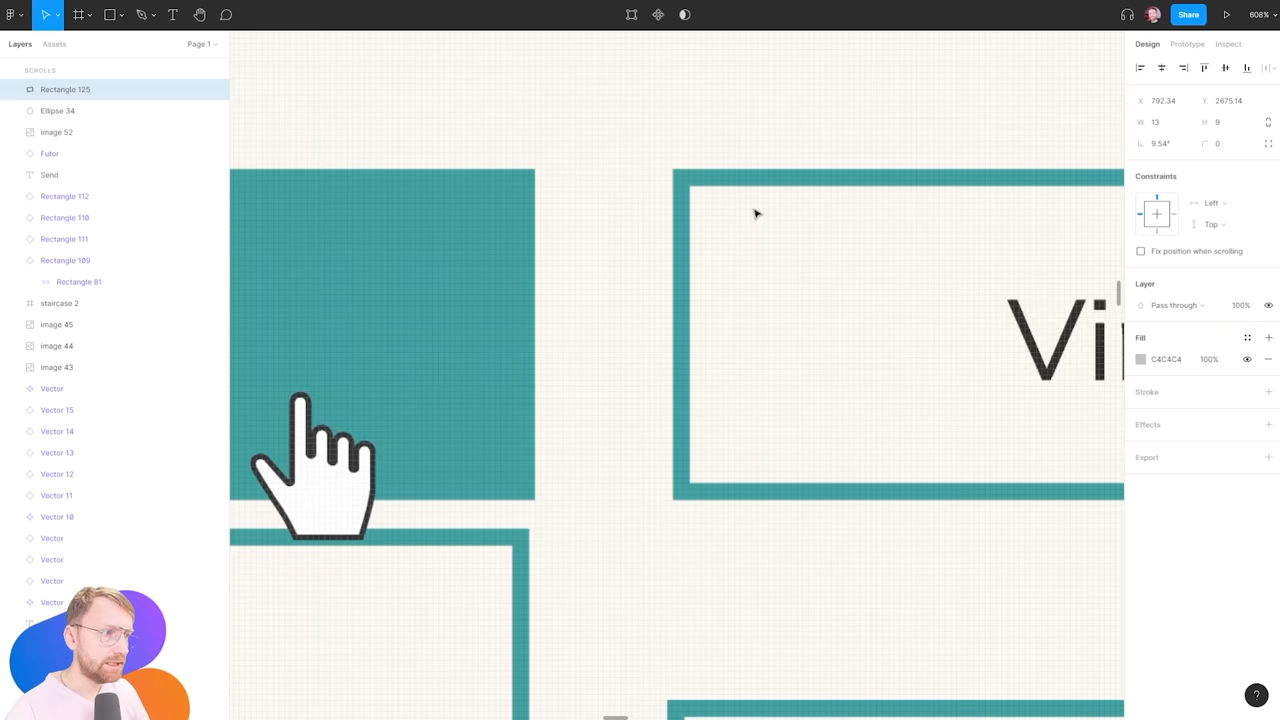 Share
608%
Layers
Assets
Page 1
Design
Prototype
Inspect
SCROLLS
Rectangle 125
Ellipse 34
image 52
Futor
Send
Rectangle 112
Rectangle 110
Rectangle 111
Rectangle 109
Rectangle 81
staircase 2
image 45
image 44
image 43
Vector
Vector 15
Vector 14
Vector 13
Vector 12
Vector 11
Vector 10
Vector
Vector
Vector
Vector
X 792.34 Y 2675.14
W 13 H 9
9.54° 0
Constraints
Left
Top
Fix position when scrolling
Layer
Pass through 100%
Fill
C4C4C4 100%
Stroke
Effects
Export
?